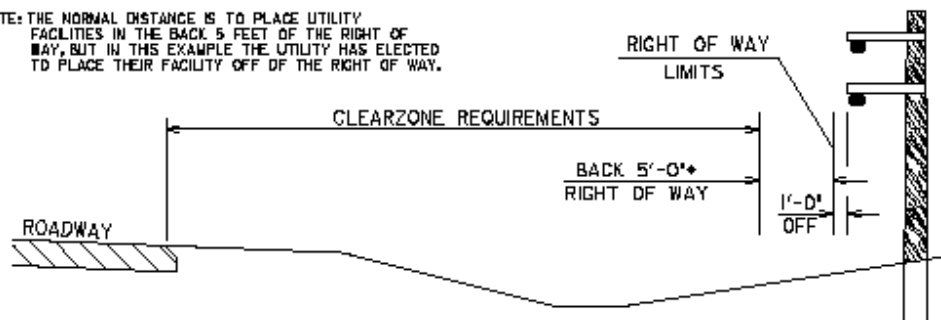 TE: THE NORMAL DISTANCE IS TO PLACE UTILITY
FACILITIES IN THE BACK 5 FEET OF THE RIGHT OF
WAY, BUT IN THIS EXAMPLE THE UTILITY HAS ELECTED
TO PLACE THEIR FACILITY OFF OF THE RIGHT OF WAY.
RIGHT OF WAY
LIMITS
CLEARZONE REQUIREMENTS
BACK 5'-0"*
RIGHT OF WAY
1'-0"
OFF
ROADWAY